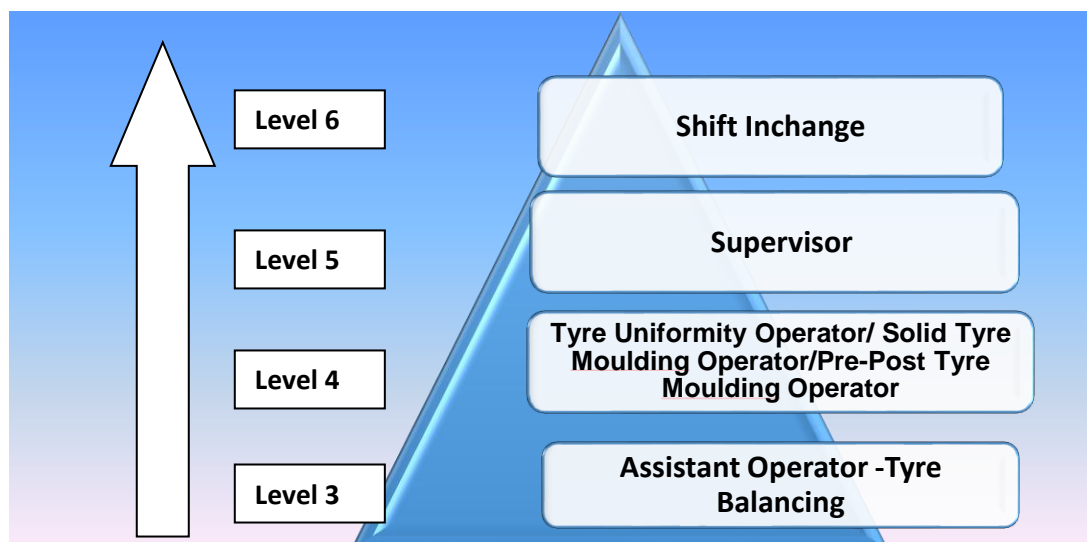 Level 6
Shift Inchange
Level 5
Supervisor
Level 4
Tyre Uniformity Operator/ Solid Tyre
Moulding Operator/Pre-Post Tyre
Moulding Operator
Level 3
Assistant Operator -Tyre
Balancing